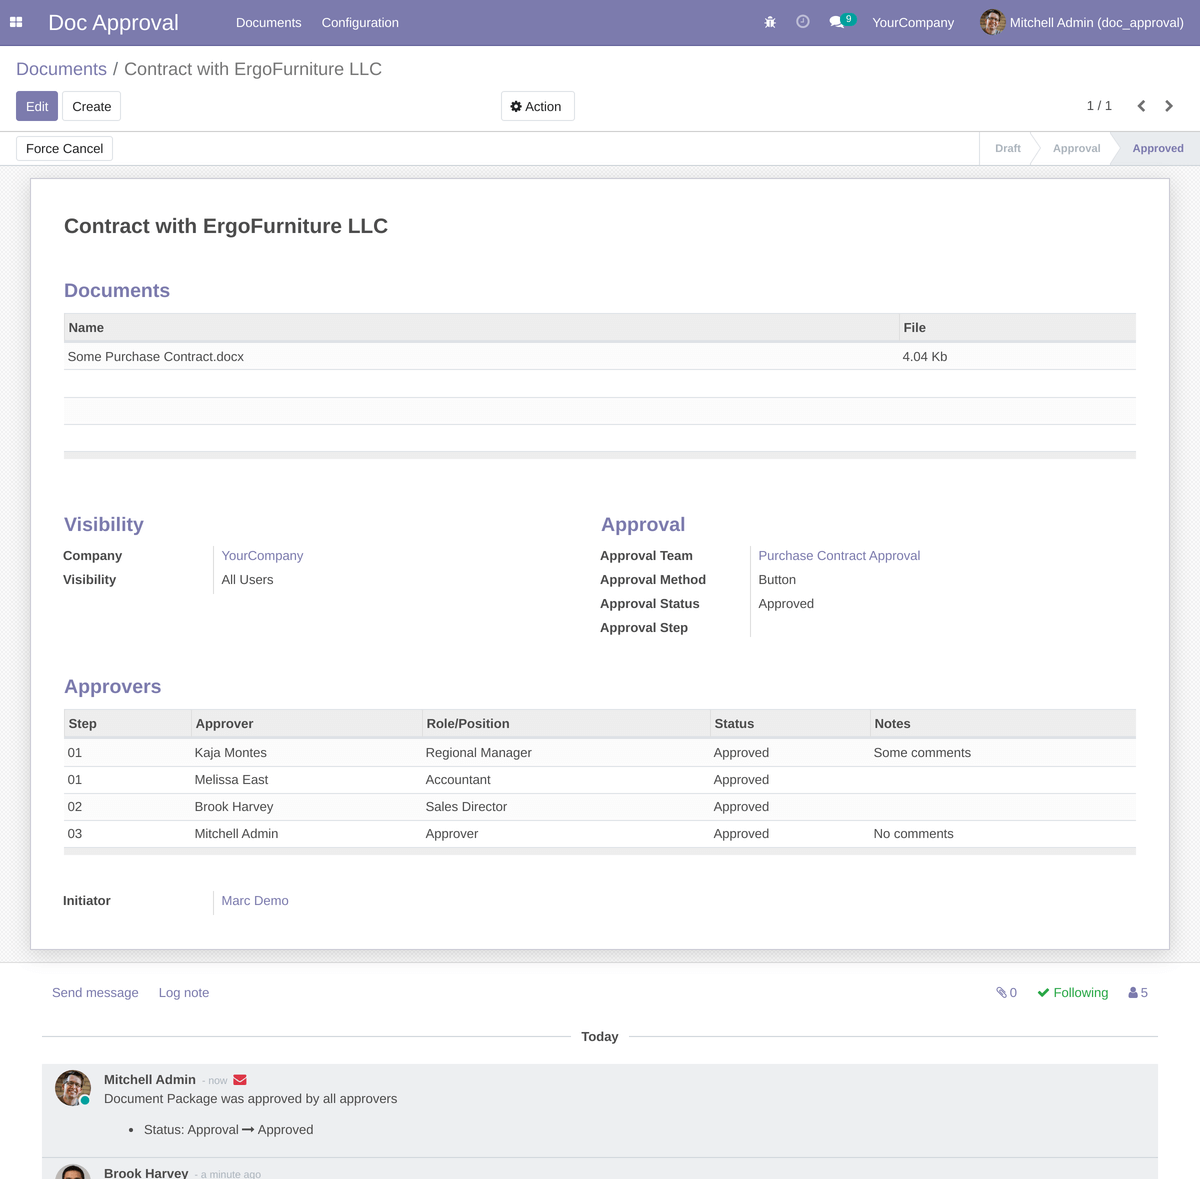 Doc Approval Documents Configuration 9 YourCompany Mitchell Admin (doc_approval)
Documents / Contract with ErgoFurniture LLC
Edit Create Action 1 / 1
Force Cancel Draft Approval Approved
Contract with ErgoFurniture LLC
Documents
Name File
Some Purchase Contract.docx 4.04 Kb
Visibility Approval
Company YourCompany Approval Team Purchase Contract Approval
Visibility All Users Approval Method Button
Approval Status Approved
Approval Step
Approvers
Step Approver Role/Position Status Notes
01 Kaja Montes Regional Manager Approved Some comments
01 Melissa East Accountant Approved
02 Brook Harvey Sales Director Approved
03 Mitchell Admin Approver Approved No comments
Initiator Marc Demo
Send message Log note 0 Following 5
Today
Mitchell Admin - now
Document Package was approved by all approvers
• Status: Approval → Approved
Brook Harvey - a minute ago